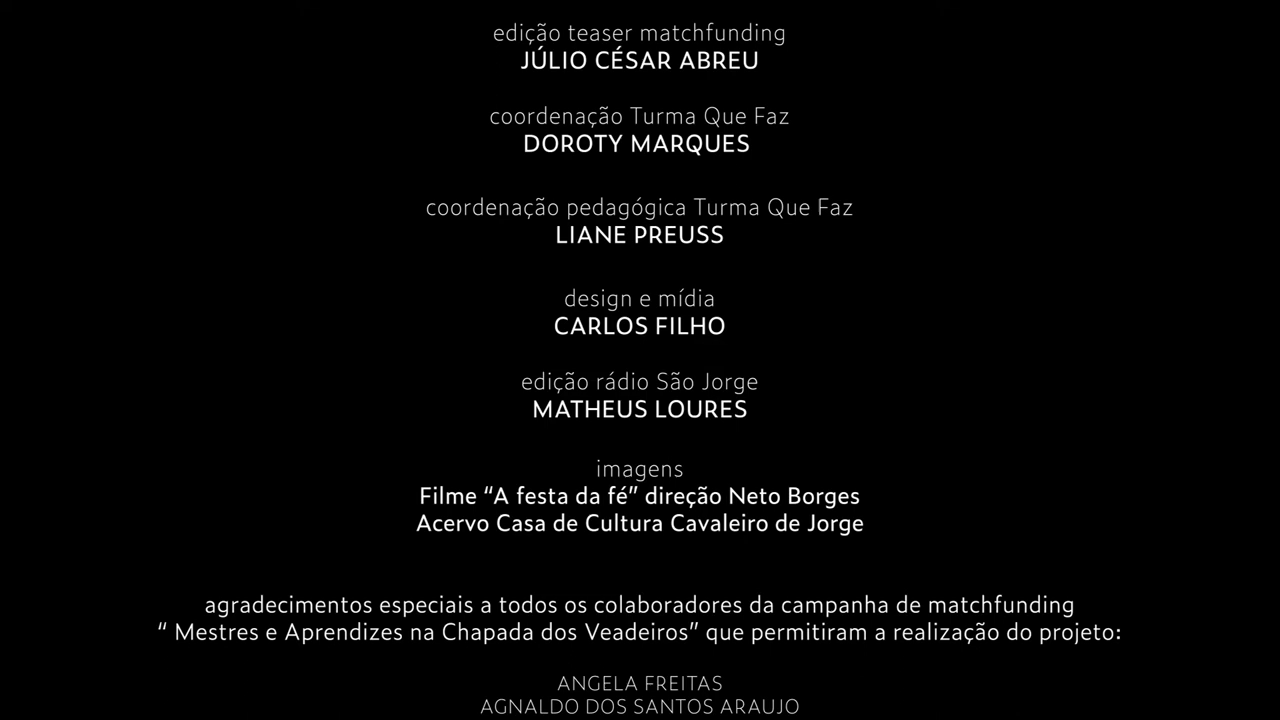 edição teaser matchfunding
JÚLIO CÉSAR ABREU
coordenação Turma Que Faz
DOROTY MARQUES
coordenação pedagógica Turma Que Faz
LIANE PREUSS
design e mídia
CARLOS FILHO
edição rádio São Jorge
MATHEUS LOURES
imagens
Filme “A festa da fé” direção Neto Borges
Acervo Casa de Cultura Cavaleiro de Jorge
agradecimentos especiais a todos os colaboradores da campanha de matchfunding
“ Mestres e Aprendizes na Chapada dos Veadeiros” que permitiram a realização do projeto:
ANGELA FREITAS
AGNALDO DOS SANTOS ARAUJO